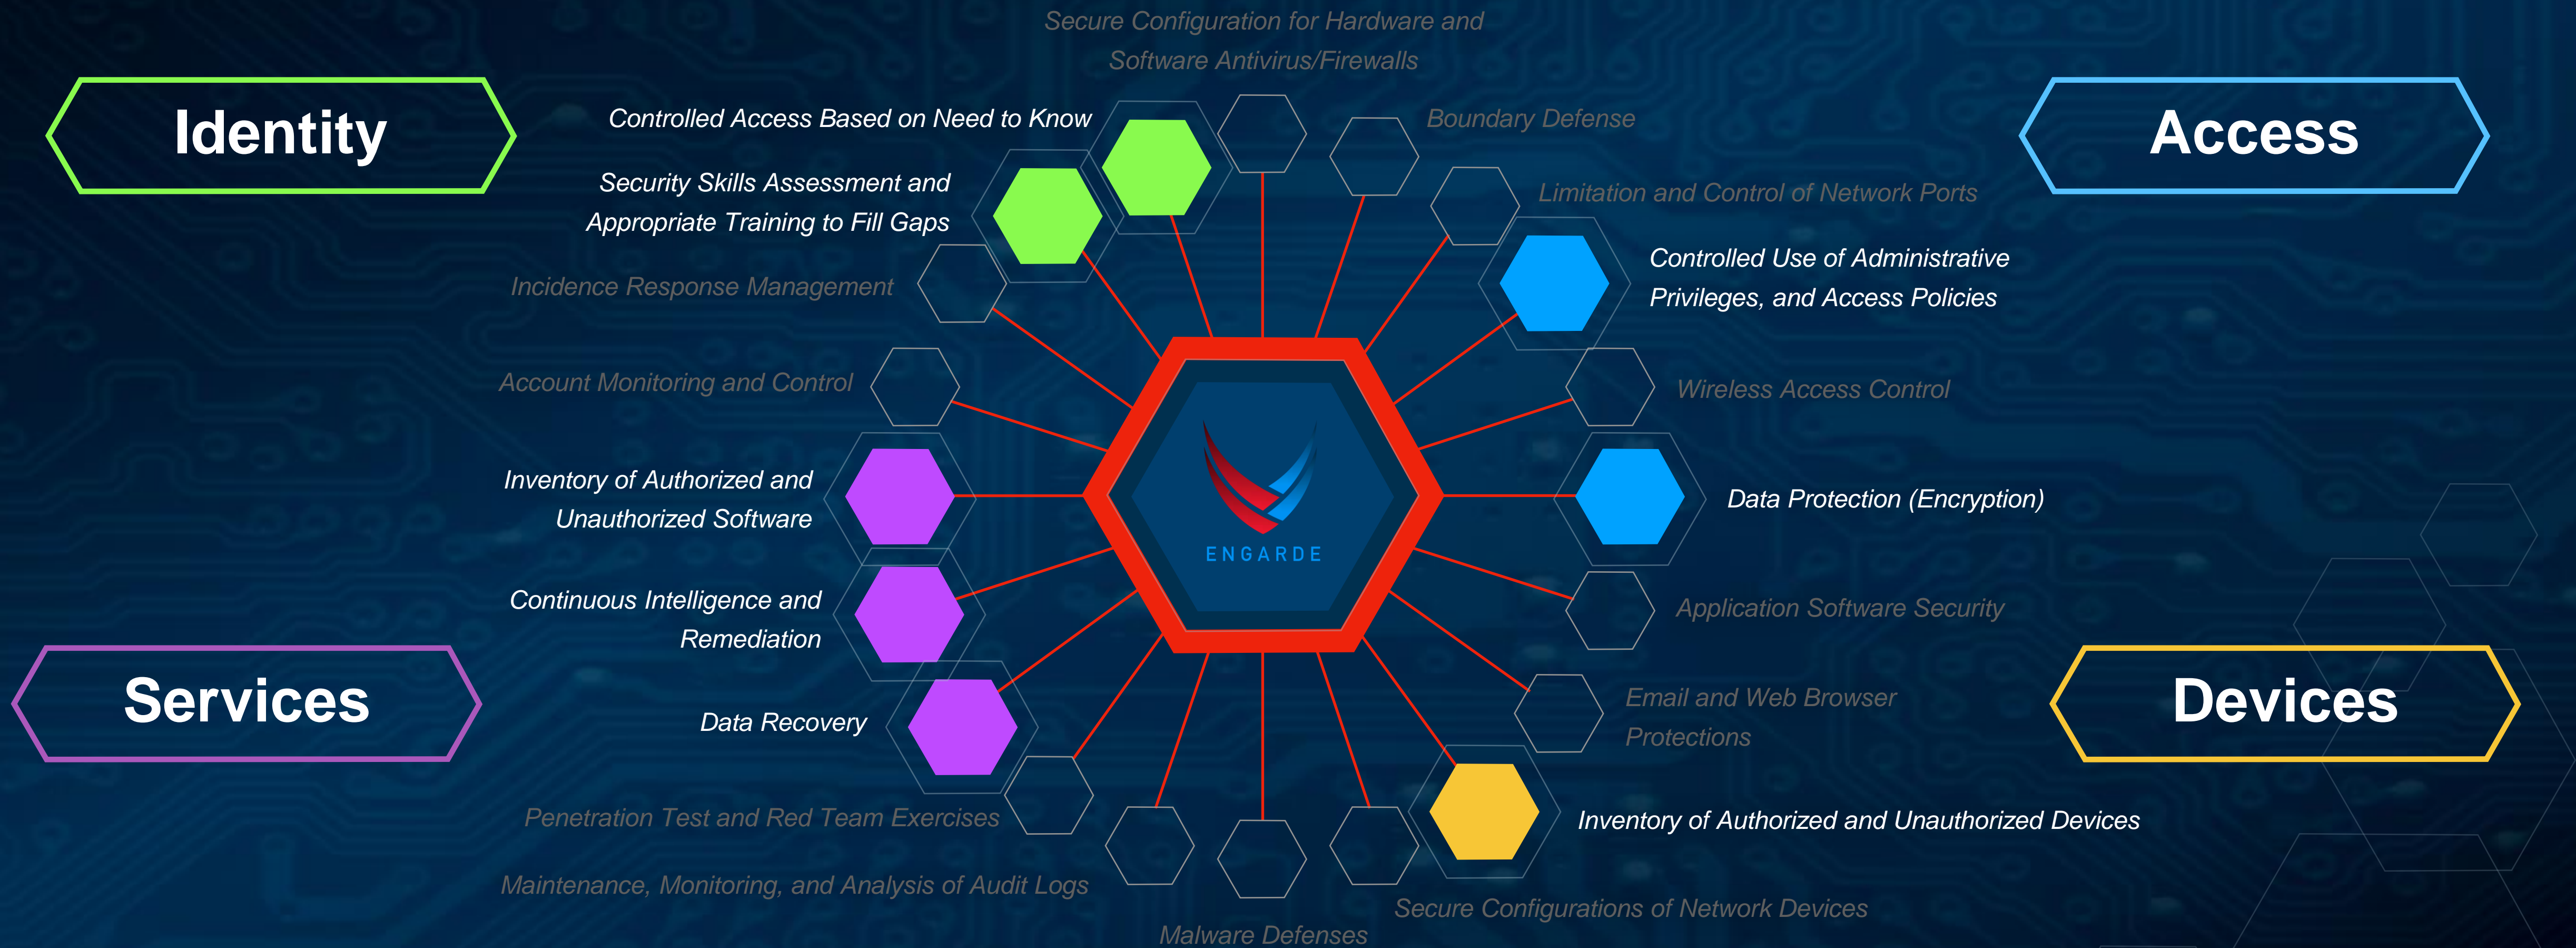 Secure Configuration for Hardware and
Software Antivirus/Firewalls
Identity
Controlled Access Based on Need to Know
Boundary Defense
Access
Security Skills Assessment and
Appropriate Training to Fill Gaps
Limitation and Control of Network Ports
Incidence Response Management
Controlled Use of Administrative
Privileges, and Access Policies
Account Monitoring and Control
Wireless Access Control
Inventory of Authorized and
Unauthorized Software
Data Protection (Encryption)
ENGARDE
Continuous Intelligence and
Remediation
Application Software Security
Services
Data Recovery
Email and Web Browser
Protections
Devices
Penetration Test and Red Team Exercises
Inventory of Authorized and Unauthorized Devices
Maintenance, Monitoring, and Analysis of Audit Logs
Secure Configurations of Network Devices
Malware Defenses